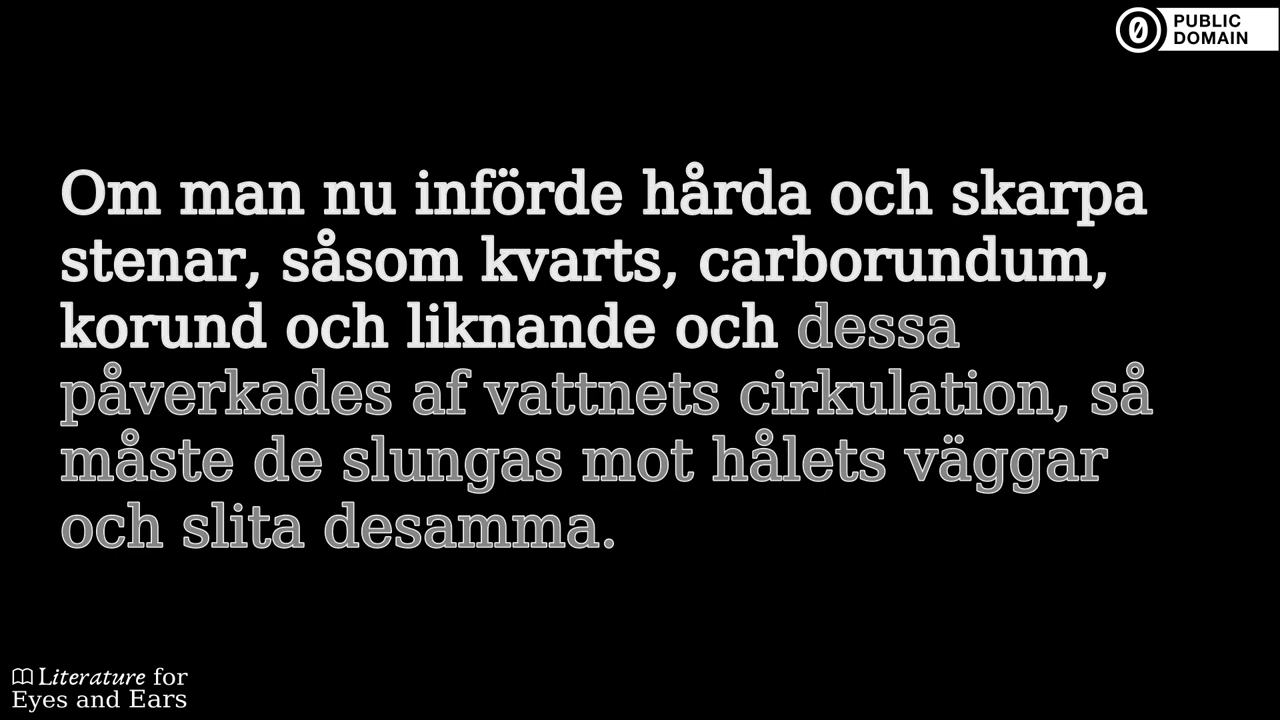 PUBLIC
DOMAIN
Om man nu införde hårda och skarpa
stenar, såsom kvarts, carborundum,
korund och liknande och dessa
påverkades af vattnets cirkulation, så
måste de slungas mot hålets väggar
och slita desamma.
Literature for
Eyes and Ears